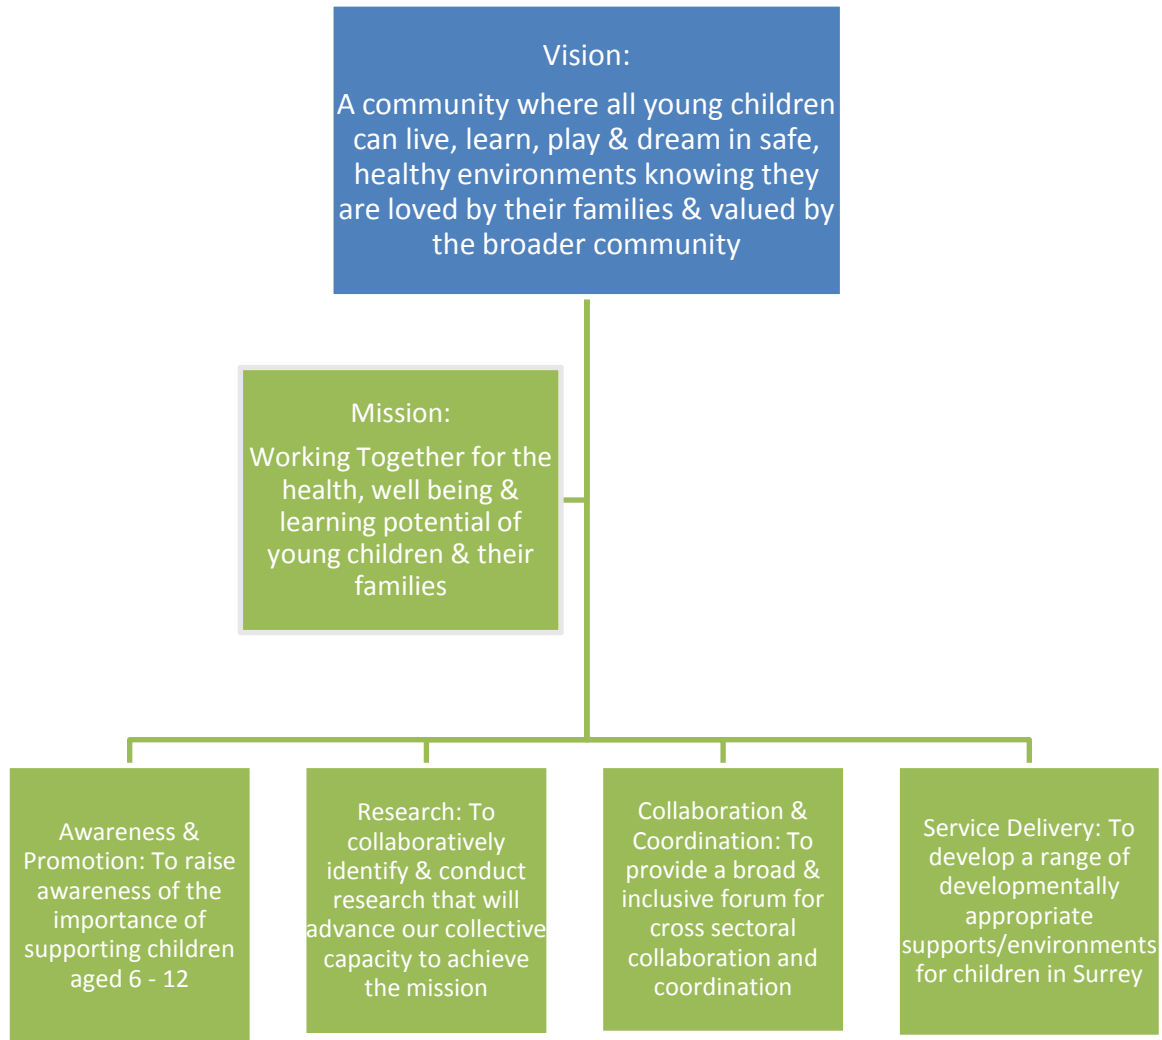 Vision:
A community where all young children
can live, learn, play & dream in safe,
healthy environments knowing they
are loved by their families & valued by
the broader community
Mission:
Working Together for the
health, well being &
learning potential of
young children & their
families
Awareness &
Promotion: To raise
awareness of the
importance of
supporting children
aged 6 - 12
Research: To
collaboratively
identify & conduct
research that will
advance our collective
capacity to achieve
the mission
Collaboration &
Coordination: To
provide a broad &
inclusive forum for
cross sectoral
collaboration and
coordination
Service Delivery: To
develop a range of
developmentally
appropriate
supports/environments
for children in Surrey